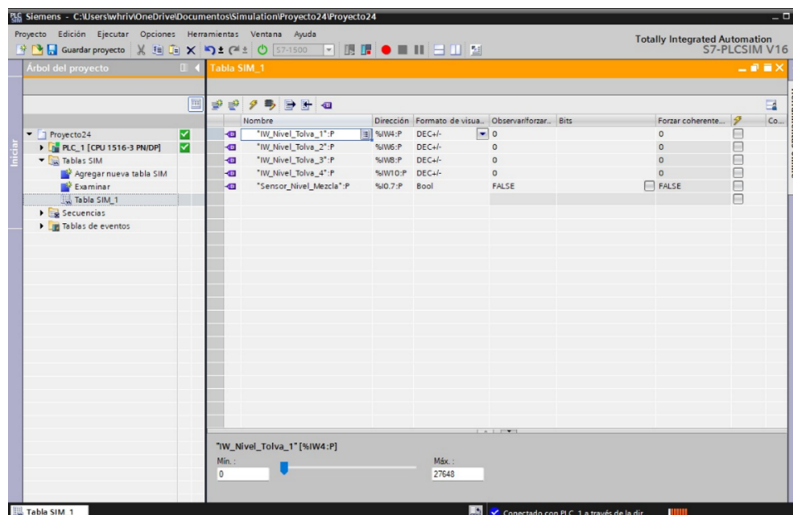 Siemens - C:\Users\whriv\OneDrive\Documentos\Simulation\Proyecto24\Proyecto24
Proyecto Edición Ejecutar Opciones Herramientas Ventana Ayuda
Totally Integrated Automation
S7-PLCSIM V16
Guardar proyecto
S7-1500
Árbol del proyecto
Tabla SIM_1
Iniciar
Nombre Dirección Formato de visua.. Observar/forzar.. Bits Forzar coherente... Co...
Proyecto24
PLC_1 [CPU 1516-3 PN/DP]
Tablas SIM
Agregar nueva tabla SIM
Examinar
Tabla SIM_1
Secuencias
Tablas de eventos
"IW_Nivel_Tolva_1":P %IW4:P DEC+/- 0 0
"IW_Nivel_Tolva_2":P %IW6:P DEC+/- 0 0
"IW_Nivel_Tolva_3":P %IW8:P DEC+/- 0 0
"IW_Nivel_Tolva_4":P %IW10:P DEC+/- 0 0
"Sensor_Nivel_Mezcla":P %I0.7:P Bool FALSE FALSE
"IW_Nivel_Tolva_1" [%IW4:P]
Mín. : Máx. :
0 27648
Tabla SIM_1
Conectado con PLC_1 a través de la dir...